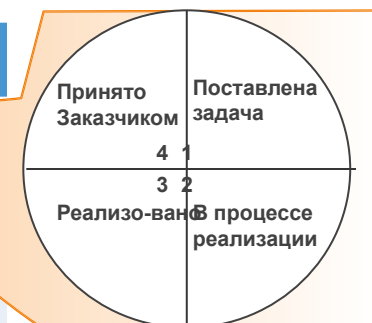 Принято
Заказчиком
Поставлена
задача
4 1
3 2
Реализо-вано
В процессе
реализации